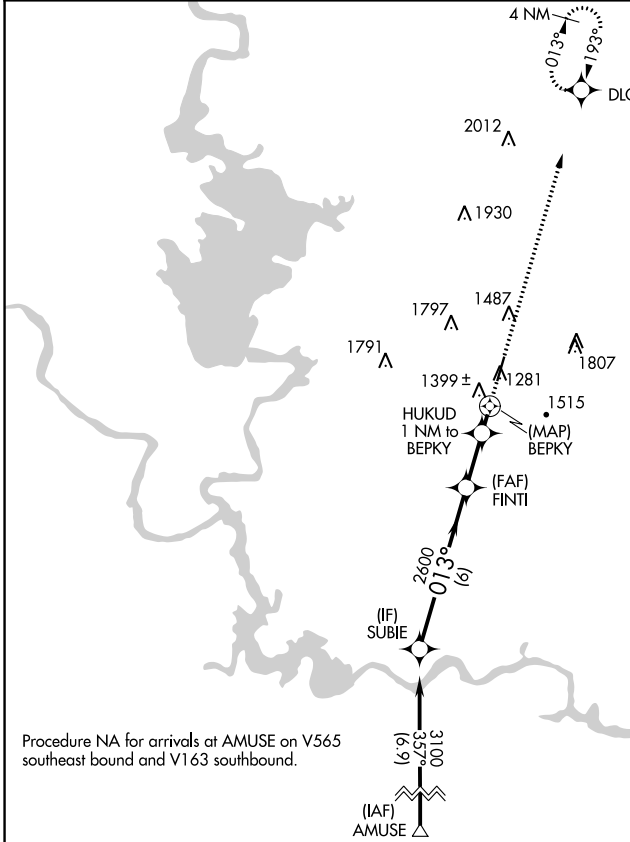 4 NM
013°
193°
DLO
2012
1930
1797
1487
1791
1807
1399 ±
1281
1515
HUKUD
1 NM to
BEPKY
(MAP)
BEPKY
(FAF)
FINTI
2600
013°
(6)
(IF)
SUBIE
3100
357°
(6.9)
Procedure NA for arrivals at AMUSE on V565
southeast bound and V163 southbound.
(IAF)
AMUSE